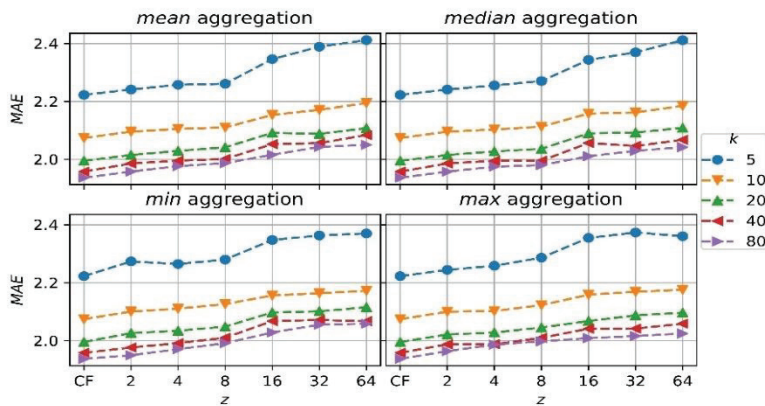 mean aggregation
median aggregation
MAE
2.4
2.2
2.0
k
5
10
20
40
80
min aggregation
max aggregation
MAE
2.4
2.2
2.0
CF 2 4 8 16 32 64
z
CF 2 4 8 16 32 64
z